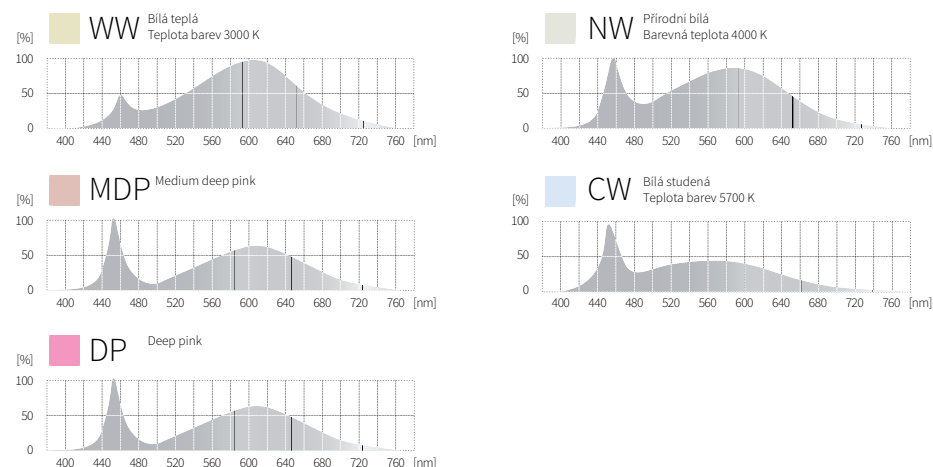 WW Bílá teplá
Teplota barev 3000 K
[%]
100
50
0
400 440 480 520 560 600 640 680 720 760 [nm]
NW Přírodní bílá
Barevná teplota 4000 K
[%]
100
50
0
400 440 480 520 560 600 640 680 720 760 [nm]
MDP Medium deep pink
[%]
100
50
0
400 440 480 520 560 600 640 680 720 760 [nm]
CW Bílá studená
Teplota barev 5700 K
[%]
100
50
0
400 440 480 520 560 600 640 680 720 760 [nm]
DP Deep pink
[%]
100
50
0
400 440 480 520 560 600 640 680 720 760 [nm]